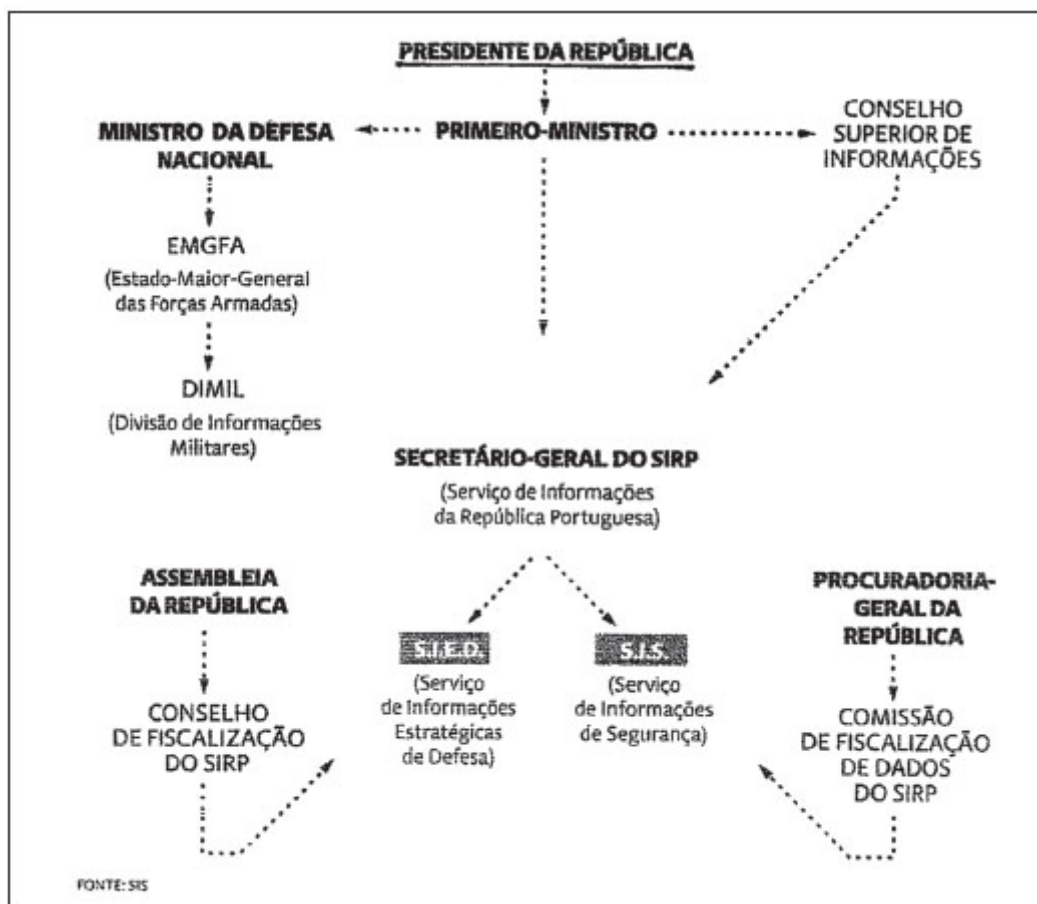 PRESIDENTE DA REPÚBLICA
MINISTRO DA DEFESA
NACIONAL
PRIMEIRO-MINISTRO
CONSELHO
SUPERIOR DE
INFORMAÇÕES
EMGFA
(Estado-Maior-General
das Forças Armadas)
DIMIL
(Divisão de Informações
Militares)
SECRETÁRIO-GERAL DO SIRP
(Serviço de Informações
da República Portuguesa)
ASSEMBLEIA
DA REPÚBLICA
CONSELHO
DE FISCALIZAÇÃO
DO SIRP
S.I.E.D.
(Serviço
de Informações
Estratégicas
de Defesa)
S.I.S.
(Serviço
de Informações
de Segurança)
PROCURADORIA-
GERAL DA
REPÚBLICA
COMISSÃO
DE FISCALIZAÇÃO
DE DADOS
DO SIRP
FONTE: SIS